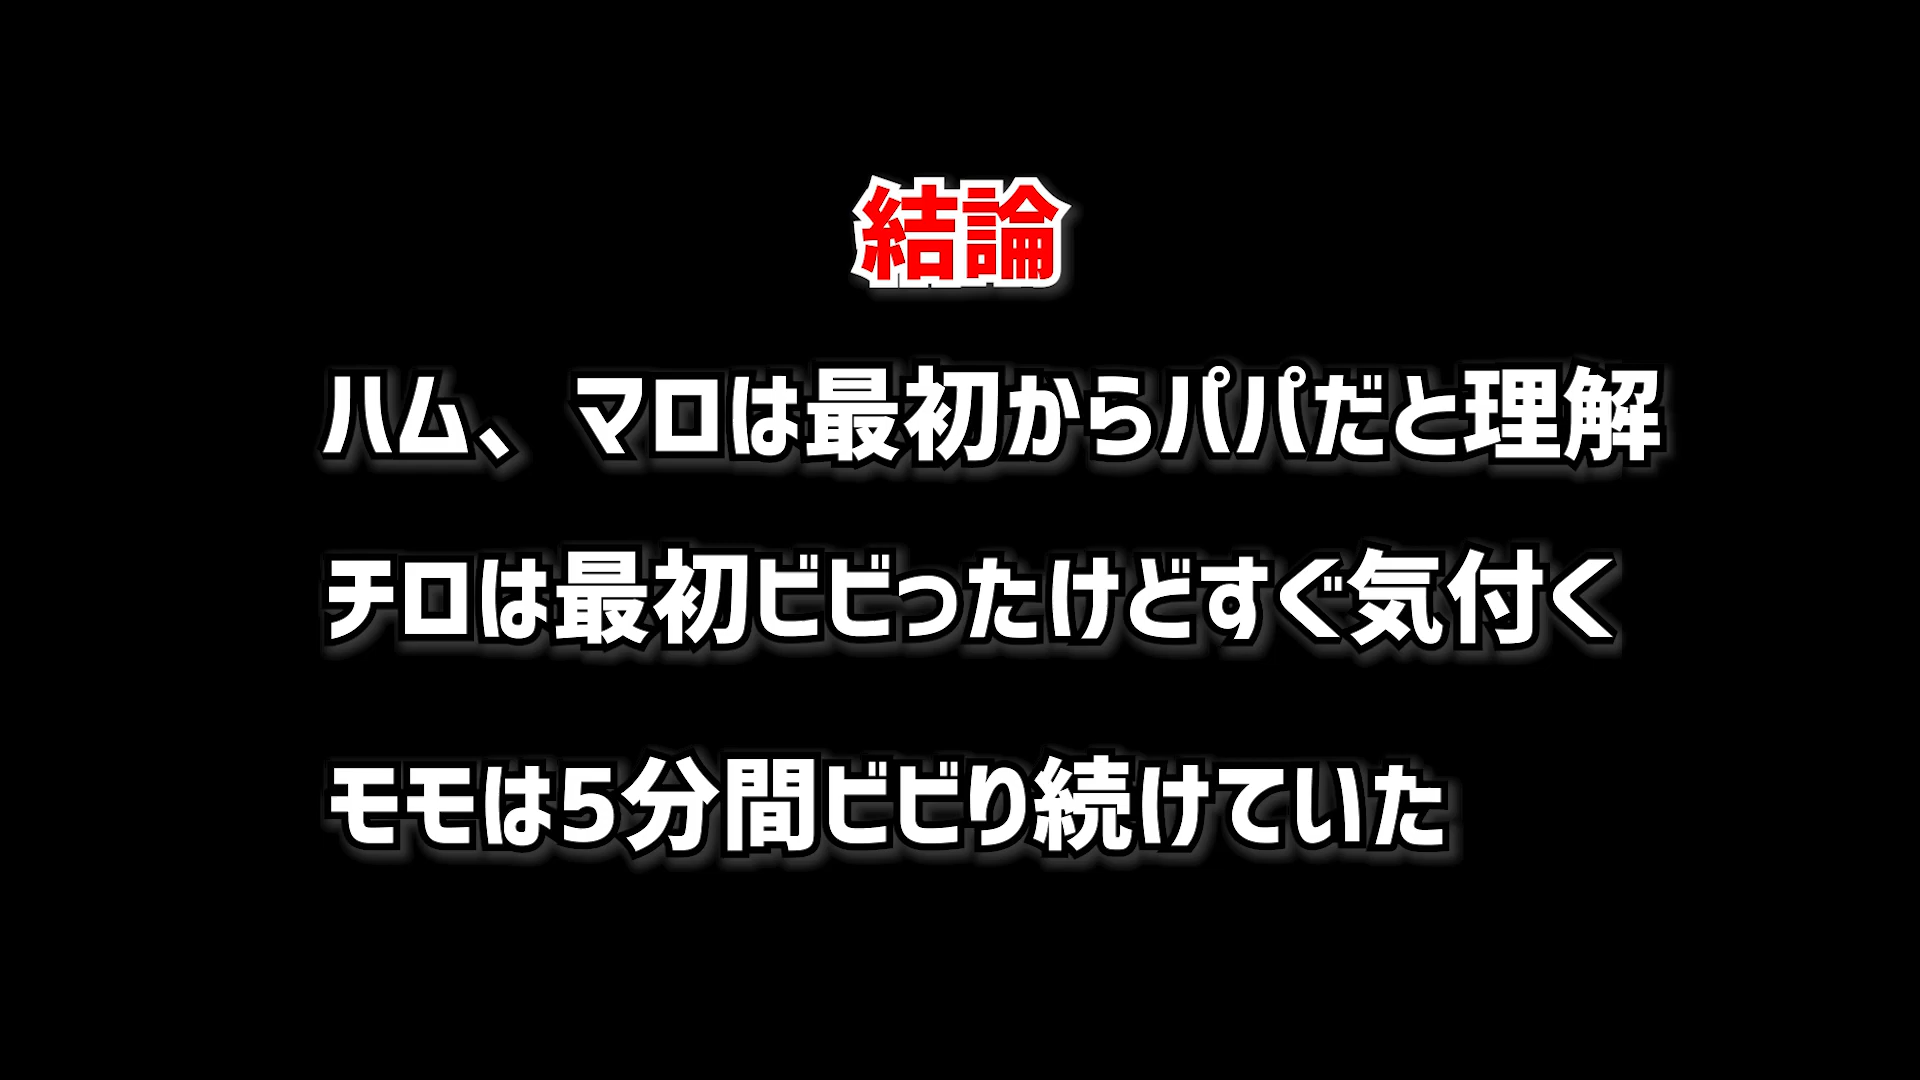 結論
ハム、マロは最初からパパだと理解
チロは最初ビビったけどすぐ気付く
モモは5分間ビビり続けていた